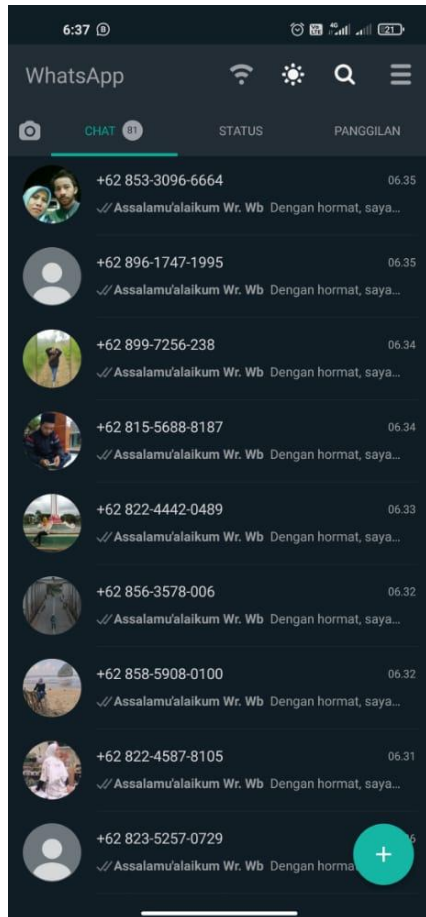 6:37
4G
21
WhatsApp
CHAT 81
STATUS
PANGGILAN
+62 853-3096-6664 06.35
Assalamu'alaikum Wr. Wb Dengan hormat, saya...
+62 896-1747-1995 06.35
Assalamu'alaikum Wr. Wb Dengan hormat, saya...
+62 899-7256-238 06.34
Assalamu'alaikum Wr. Wb Dengan hormat, saya...
+62 815-5688-8187 06.34
Assalamu'alaikum Wr. Wb Dengan hormat, saya...
+62 822-4442-0489 06.33
Assalamu'alaikum Wr. Wb Dengan hormat, saya...
+62 856-3578-006 06.32
Assalamu'alaikum Wr. Wb Dengan hormat, saya...
+62 858-5908-0100 06.32
Assalamu'alaikum Wr. Wb Dengan hormat, saya...
+62 822-4587-8105 06.31
Assalamu'alaikum Wr. Wb Dengan hormat, saya...
+62 823-5257-0729
Assalamu'alaikum Wr. Wb Dengan horma